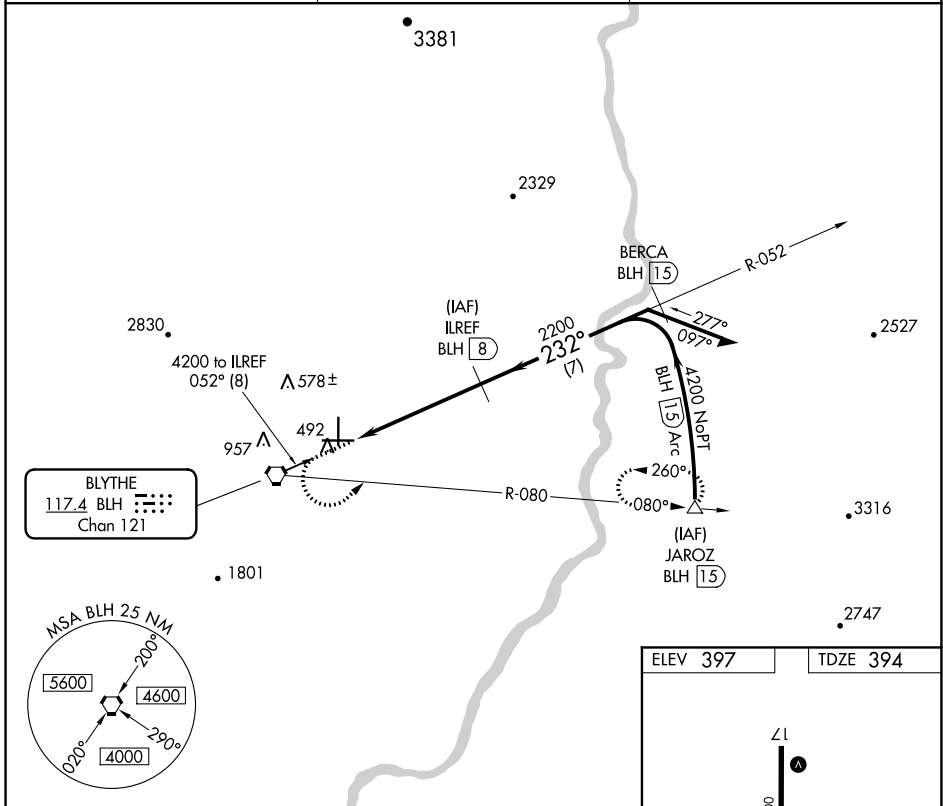 3381
2329
BERCA
BLH 15
R-052
(IAF)
ILREF
BLH 8
2200
232°
(7)
277°
097°
2830
2527
4200 to ILREF
052° (8)
578±
4200 NoPT
BLH 15 Arc
957
492
BLYTHE
117.4 BLH
Chan 121
R-080
260°
080°
3316
(IAF)
JAROZ
BLH 15
1801
2747
MSA BLH 25 NM
200°
5600
4600
020°
290°
4000
ELEV 397
TDZE 394
17
V